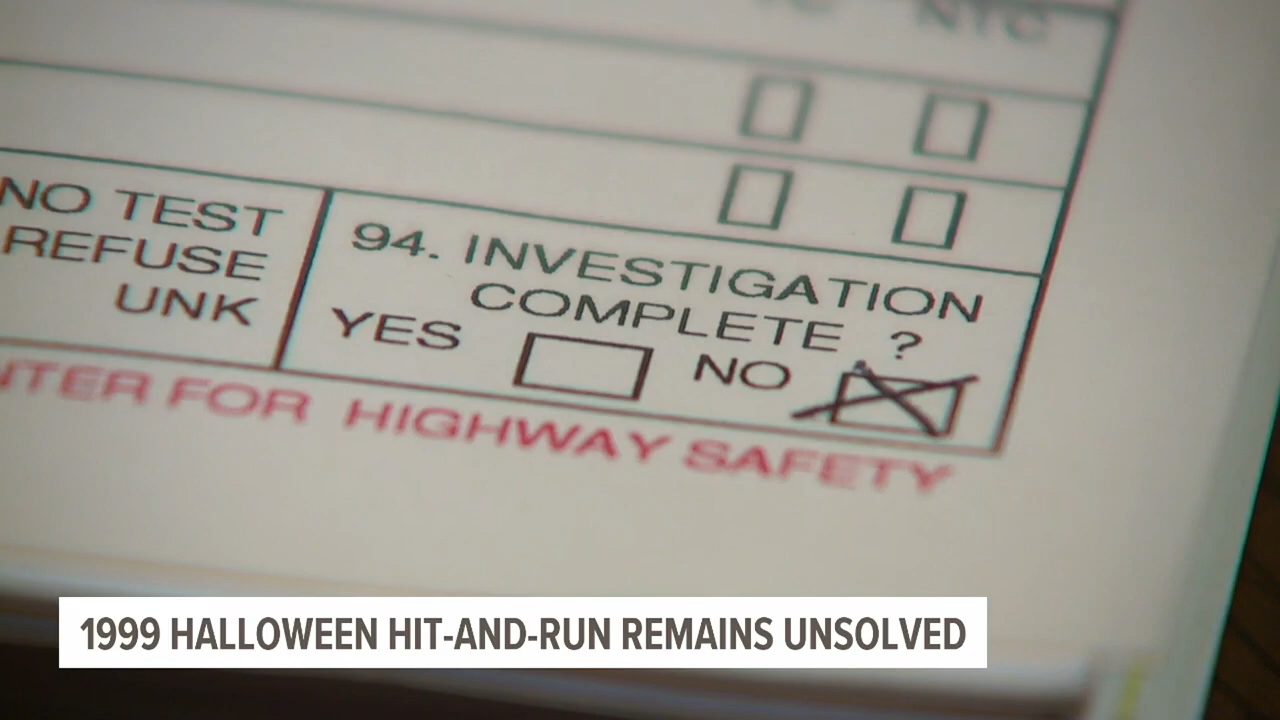 NTC
NO TEST
REFUSE
UNK
94. INVESTIGATION
COMPLETE ?
YES NO
FOR HIGHWAY SAFETY
1999 HALLOWEEN HIT-AND-RUN REMAINS UNSOLVED